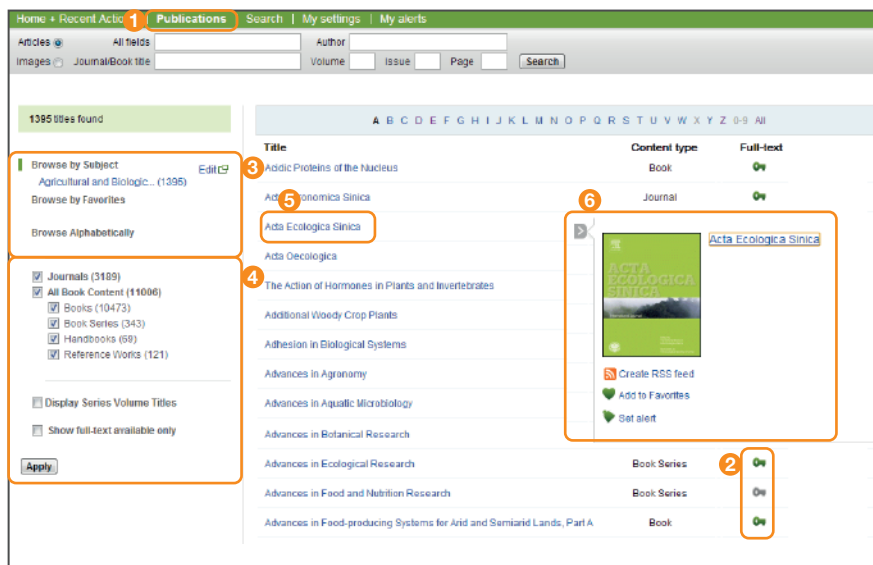 Home + Recent Actio 1 Publications Search | My settings | My alerts
Articles All fields Author
Images Journal/Book title Volume Issue Page Search
1395 titles found
A B C D E F G H I J K L M N O P Q R S T U V W X Y Z 0-9 All
Title Content type Full-text
Browse by Subject Edit
Agricultural and Biologic... (1395)
Browse by Favorites
Browse Alphabetically
3 Acidic Proteins of the Nucleus Book
Acta Agronomica Sinica Journal
5 6
Acta Ecologica Sinica
Acta Oecologica
4
Journals (3189)
All Book Content (11006)
Books (10473)
Book Series (343)
Handbooks (69)
Reference Works (121)
Display Series Volume Titles
Show full-text available only
Apply
The Action of Hormones in Plants and Invertebrates
Additional Woody Crop Plants
Adhesion in Biological Systems
Advances in Agronomy
Advances in Aquatic Microbiology
Advances in Botanical Research
Acta Ecologica Sinica
ACTA
ECOLOGICA
SINICA
Create RSS feed
Add to Favorites
Set alert
Advances in Ecological Research Book Series 2
Advances in Food and Nutrition Research Book Series
Advances in Food-producing Systems for Arid and Semiarid Lands, Part A Book